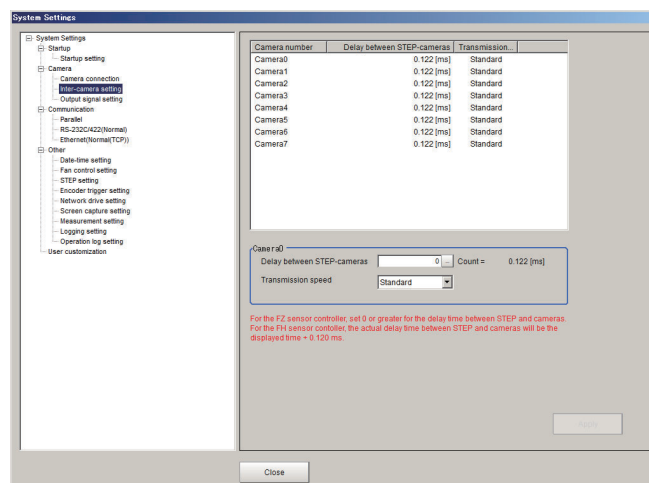 System Settings
System Settings
Startup
Startup setting
Camera
Camera connection
Inter-camera setting
Output signal setting
Communication
Parallel
RS-232C/422(Normal)
Ethernet(Normal(TCP))
Other
Date-time setting
Fan control setting
STEP setting
Encoder trigger setting
Network drive setting
Screen capture setting
Measurement setting
Logging setting
Operation log setting
User customization
Camera number Delay between STEP-cameras Transmission...
Camera0 0.122 [ms] Standard
Camera1 0.122 [ms] Standard
Camera2 0.122 [ms] Standard
Camera3 0.122 [ms] Standard
Camera4 0.122 [ms] Standard
Camera5 0.122 [ms] Standard
Camera6 0.122 [ms] Standard
Camera7 0.122 [ms] Standard
Camera0
Delay between STEP-cameras 0 ... Count = 0.122 [ms]
Transmission speed Standard
For the FZ sensor controller, set 0 or greater for the delay time between STEP and cameras.
For the FH sensor contoller, the actual delay time between STEP and cameras will be the
displayed time + 0.120 ms.
Apply
Close